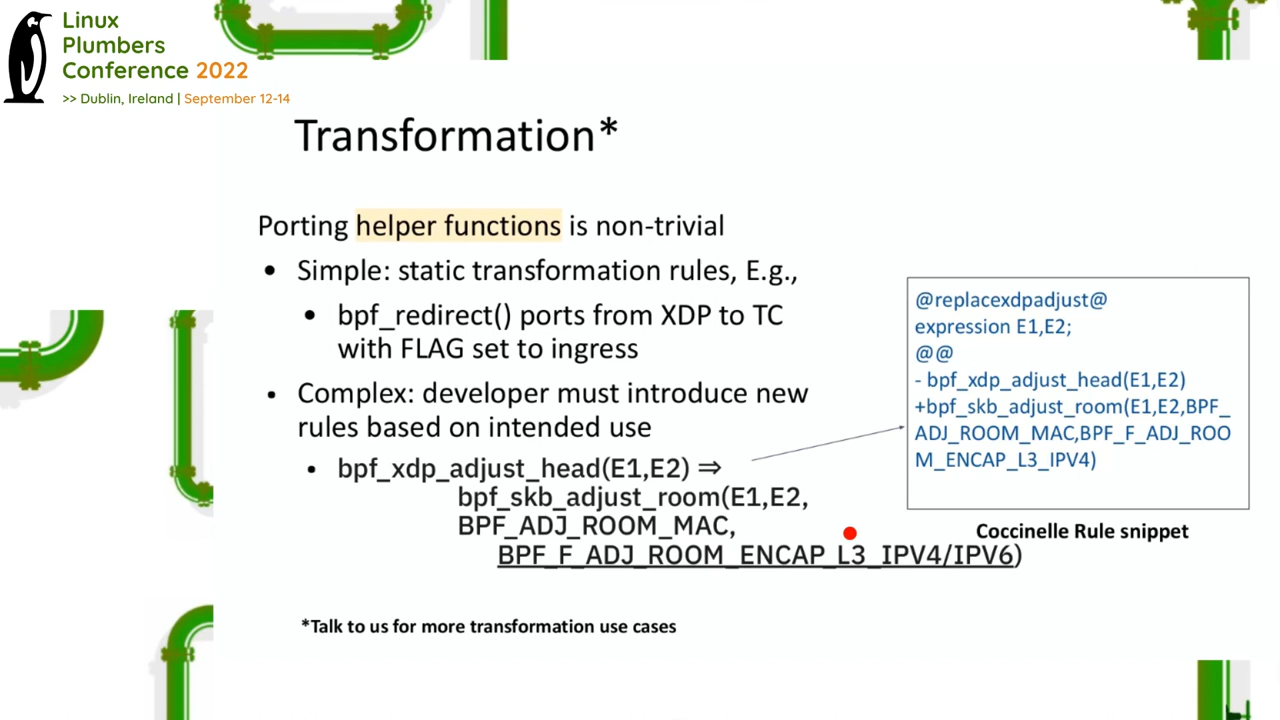 Linux
Plumbers
Conference 2022
>> Dublin, Ireland | September 12-14
Transformation*
Porting helper functions is non-trivial
• Simple: static transformation rules, E.g.,
• bpf_redirect() ports from XDP to TC
with FLAG set to ingress
• Complex: developer must introduce new
rules based on intended use
• bpf_xdp_adjust_head(E1,E2) ⇒
bpf_skb_adjust_room(E1,E2,
BPF_ADJ_ROOM_MAC,
BPF_F_ADJ_ROOM_ENCAP_L3_IPV4/IPV6)
@replacexdpadjust@
expression E1,E2;
@@
- bpf_xdp_adjust_head(E1,E2)
+bpf_skb_adjust_room(E1,E2,BPF_
ADJ_ROOM_MAC,BPF_F_ADJ_ROO
M_ENCAP_L3_IPV4)
Coccinelle Rule snippet
*Talk to us for more transformation use cases